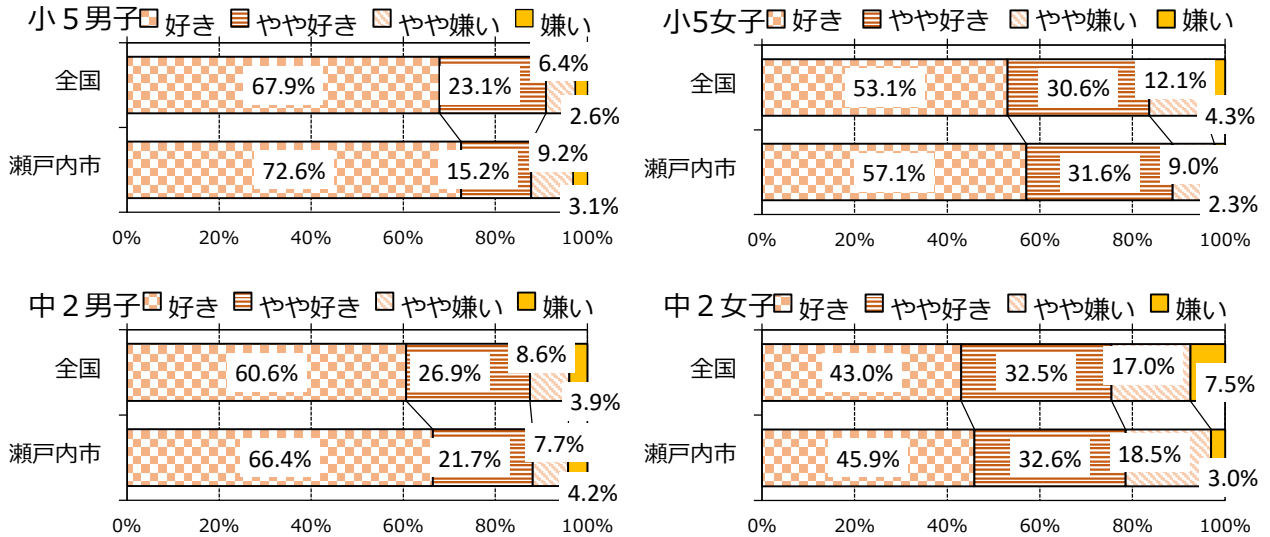 小５男子 好き やや好き やや嫌い 嫌い
全国 67.9% 23.1% 6.4% 2.6%
瀬戸内市 72.6% 15.2% 9.2% 3.1%
0% 20% 40% 60% 80% 100%
小5女子 好き やや好き やや嫌い 嫌い
全国 53.1% 30.6% 12.1% 4.3%
瀬戸内市 57.1% 31.6% 9.0% 2.3%
0% 20% 40% 60% 80% 100%
中２男子 好き やや好き やや嫌い 嫌い
全国 60.6% 26.9% 8.6% 3.9%
瀬戸内市 66.4% 21.7% 7.7% 4.2%
0% 20% 40% 60% 80% 100%
中２女子 好き やや好き やや嫌い 嫌い
全国 43.0% 32.5% 17.0% 7.5%
瀬戸内市 45.9% 32.6% 18.5% 3.0%
0% 20% 40% 60% 80% 100%